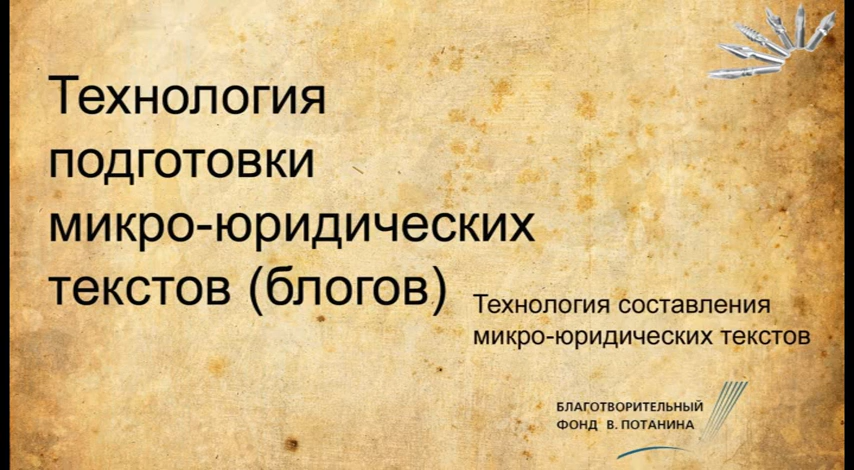 Технология
подготовки
микро-юридических
текстов (блогов)
Технология составления
микро-юридических текстов
БЛАГОТВОРИТЕЛЬНЫЙ
ФОНД В. ПОТАНИНА